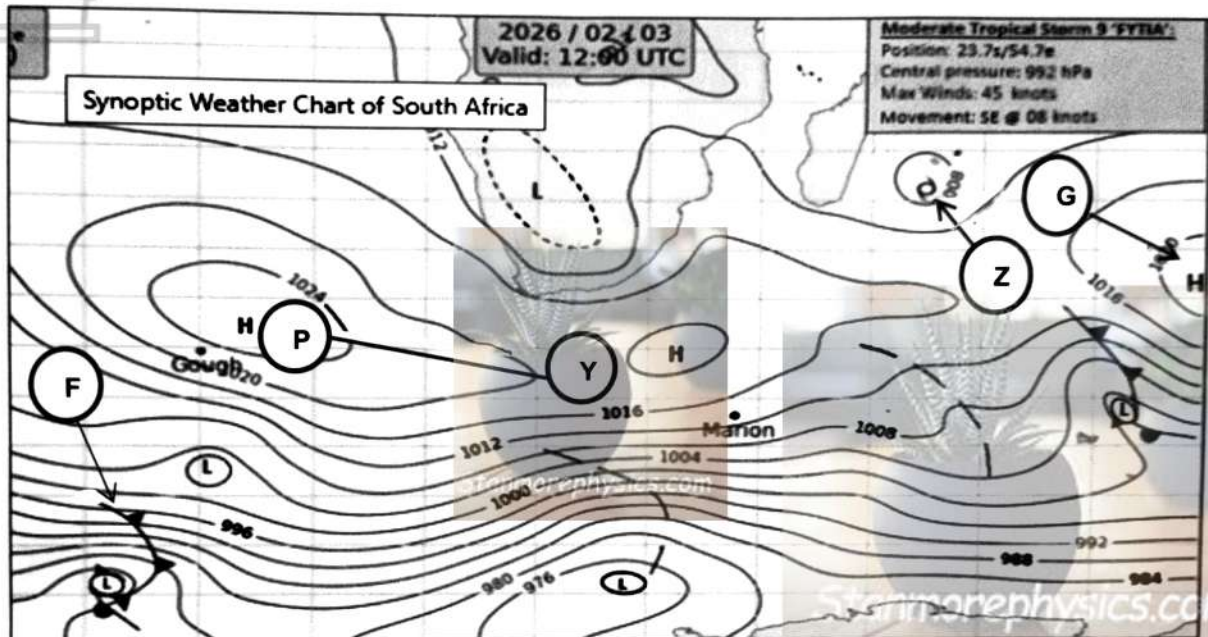 2026 / 02 / 03
Valid: 12:00 UTC
Moderate Tropical Storm 9 'FYTIA':
Position: 23.7s/54.7e
Central pressure: 992 hPa
Max Winds: 45 knots
Movement: SE @ 08 knots
Synoptic Weather Chart of South Africa
1012
L
1008
G
Z
H
1016
1024
H
P
Gough
1020
F
Y
H
1016
Marion
1008
L
1012
1004
L
1000
Stanmorephysics.com
996
992
988
984
980
976
L
L
Stanmorephysics.co